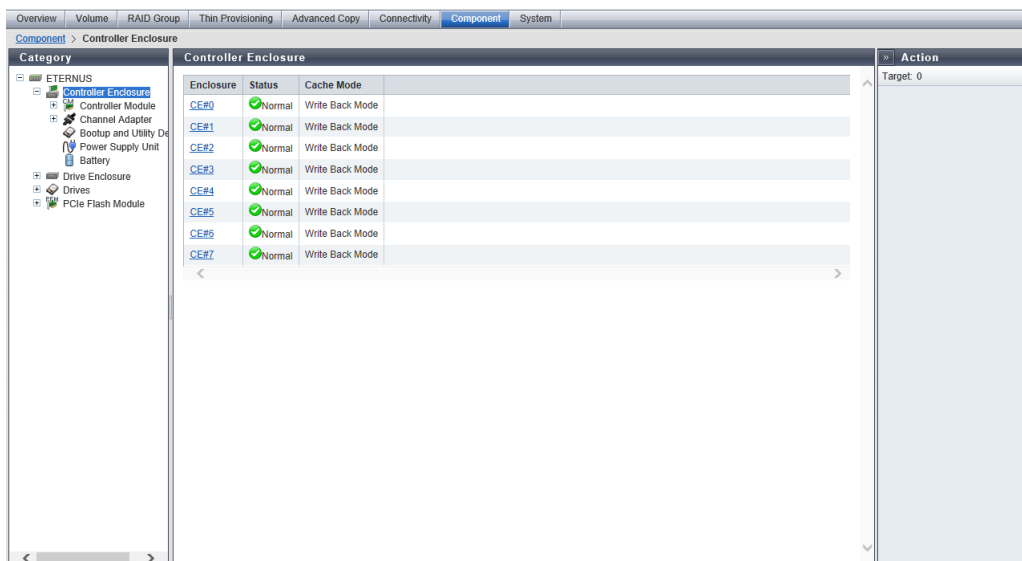 Overview Volume RAID Group Thin Provisioning Advanced Copy Connectivity Component System
Component > Controller Enclosure
Category
ETERNUS
Controller Enclosure
Controller Module
Channel Adapter
Bootup and Utility De
Power Supply Unit
Battery
Drive Enclosure
Drives
PCIe Flash Module
Controller Enclosure
Enclosure Status Cache Mode
CE#0 Normal Write Back Mode
CE#1 Normal Write Back Mode
CE#2 Normal Write Back Mode
CE#3 Normal Write Back Mode
CE#4 Normal Write Back Mode
CE#5 Normal Write Back Mode
CE#6 Normal Write Back Mode
CE#7 Normal Write Back Mode
» Action
Target: 0